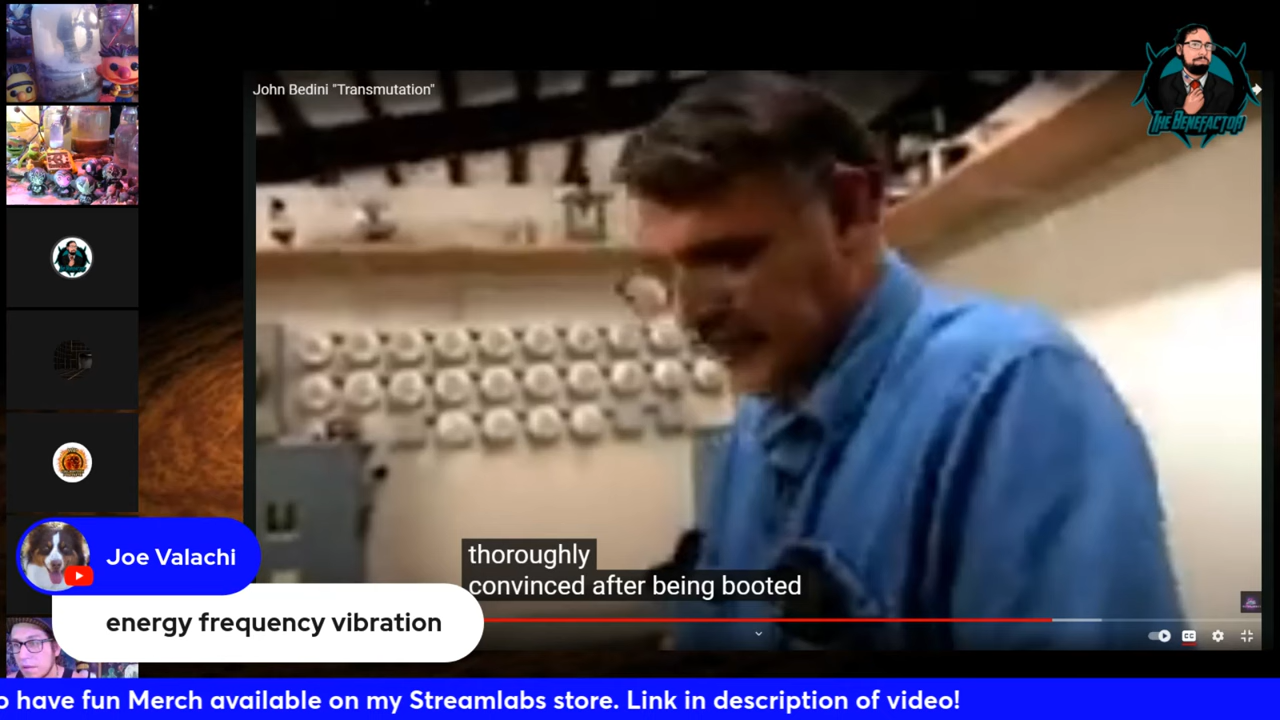 John Bedini "Transmutation"
THE BENEFACTOR
thoroughly
convinced after being booted
Joe Valachi
energy frequency vibration
CC
o have fun Merch available on my Streamlabs store. Link in description of video!